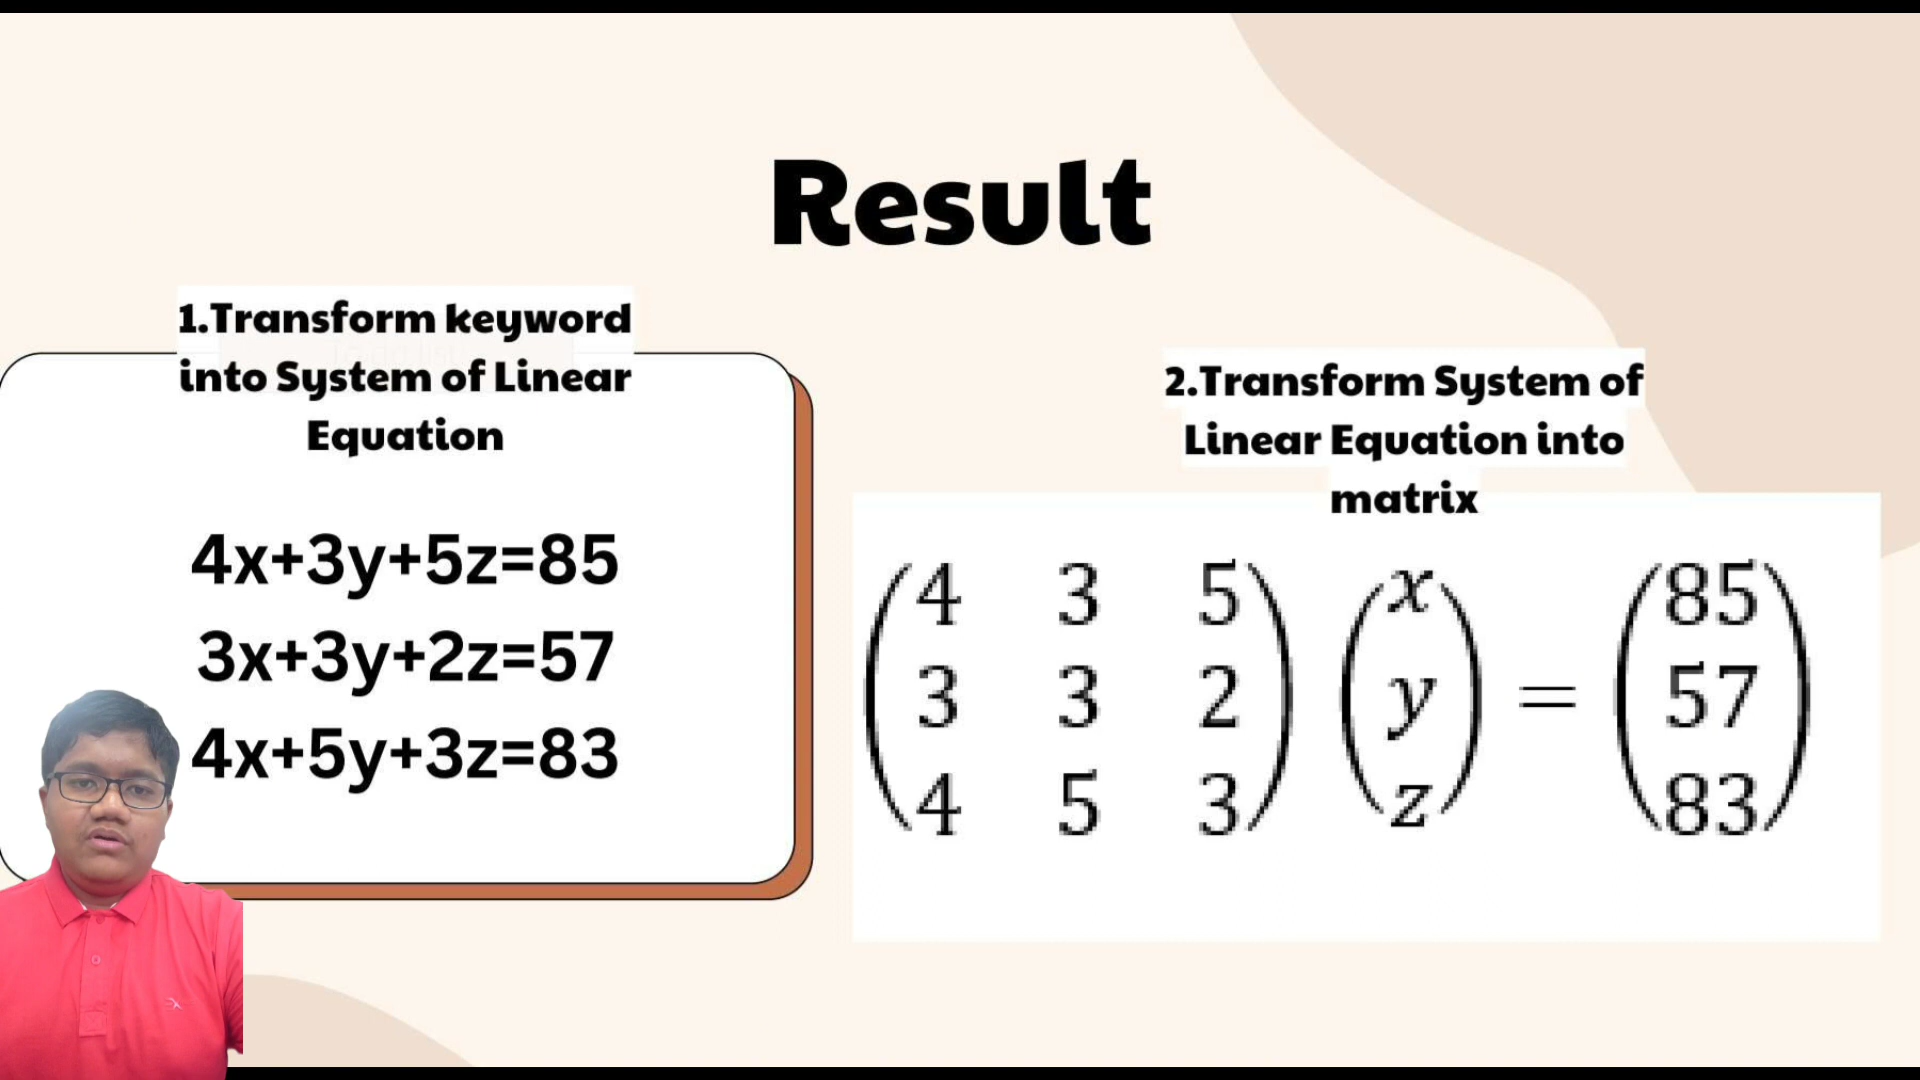 Result
1.Transform keyword
into System of Linear
Equation
4x+3y+5z=85
3x+3y+2z=57
4x+5y+3z=83
2.Transform System of
Linear Equation into
matrix
4 3 5 x 85
3 3 2 y = 57
4 5 3 z 83